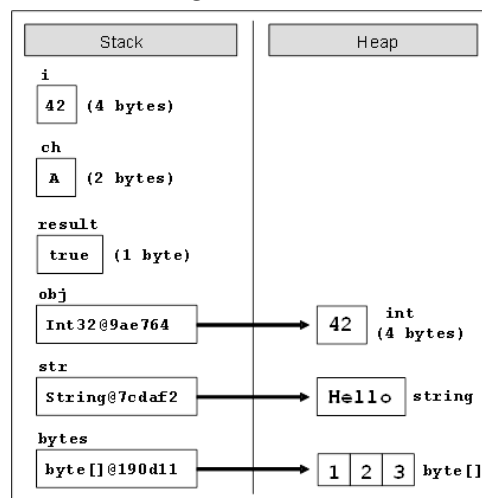 Stack Heap
i
42 (4 bytes)
ch
A (2 bytes)
result
true (1 byte)
obj
Int32@9ae764 42 int
(4 bytes)
str
String@7cdaf2 Hello string
bytes
byte[]@190d11 1 2 3 byte[]